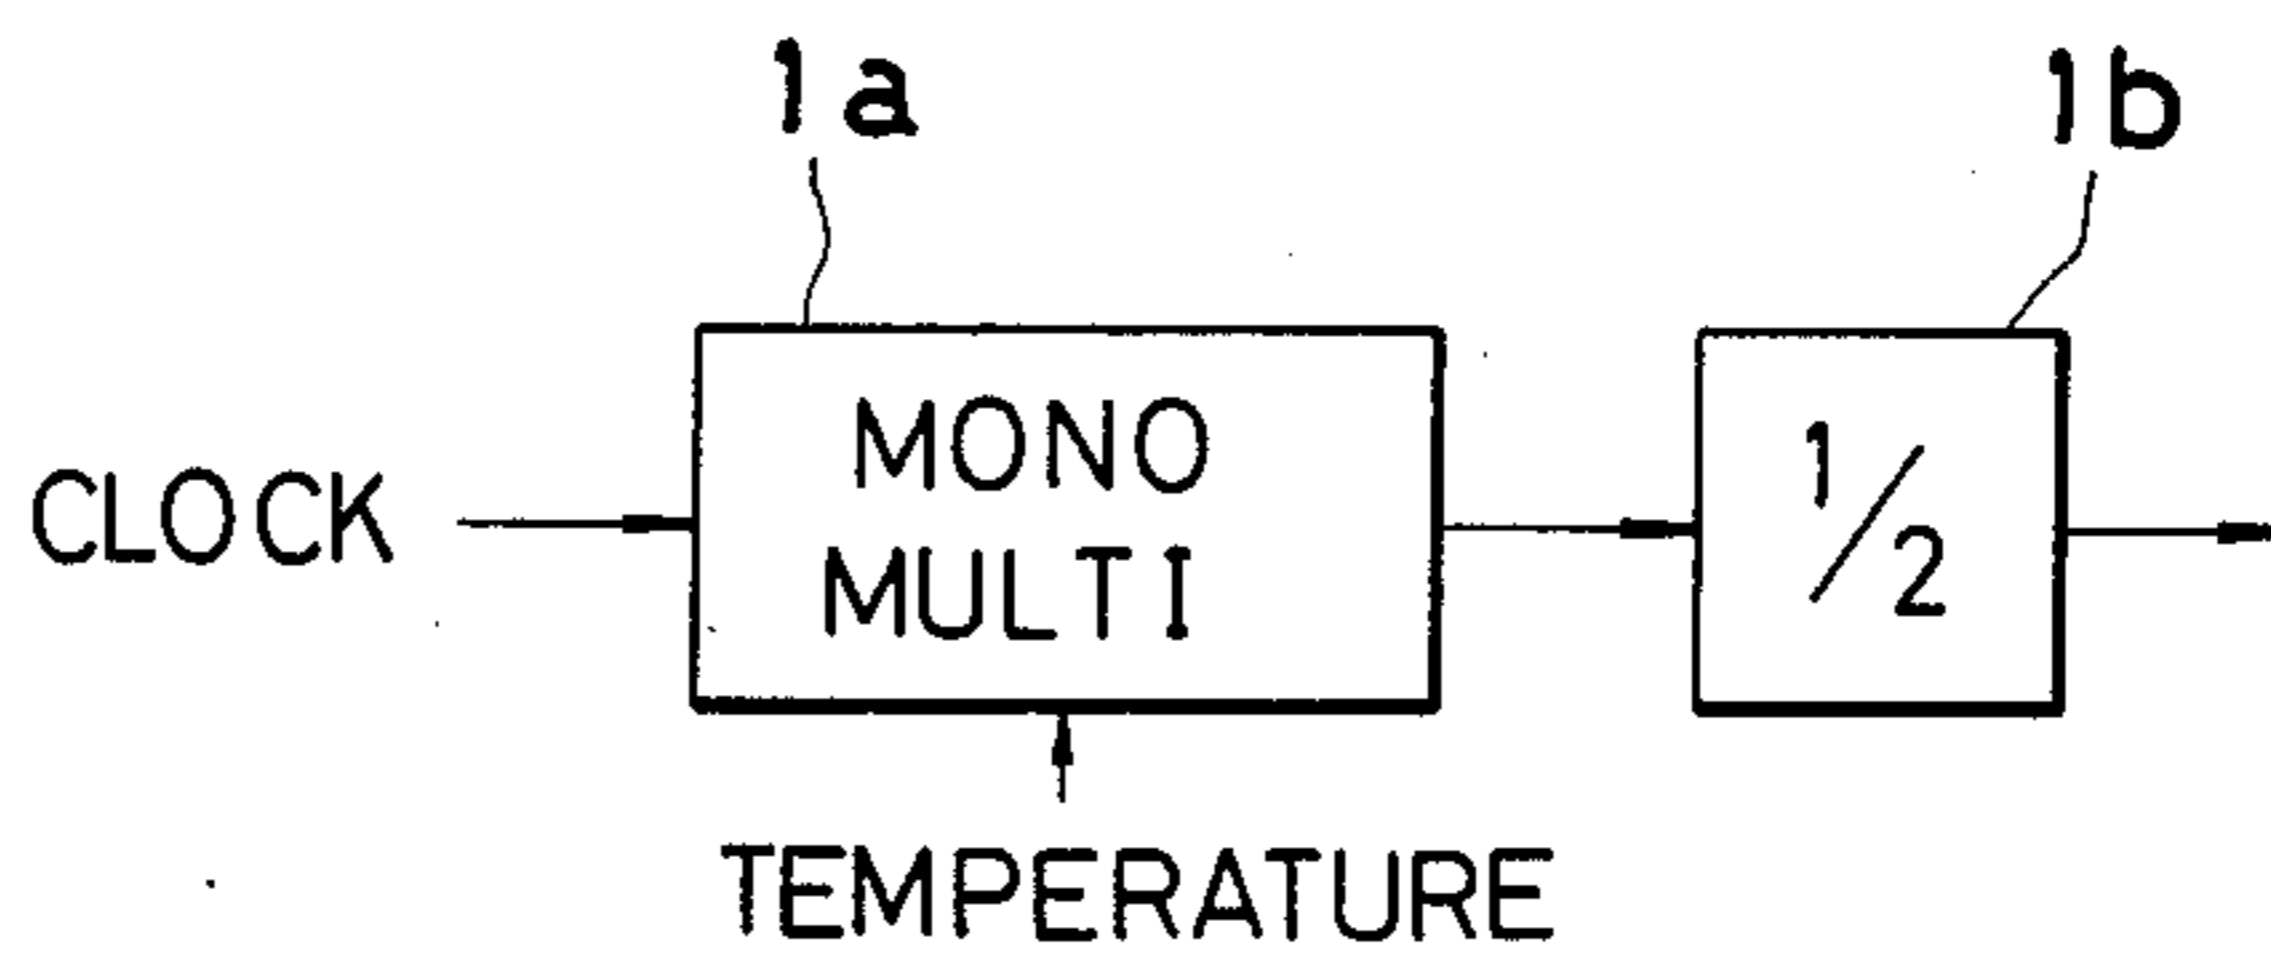 1a
1b
CLOCK
MONO
MULTI
1/2
TEMPERATURE